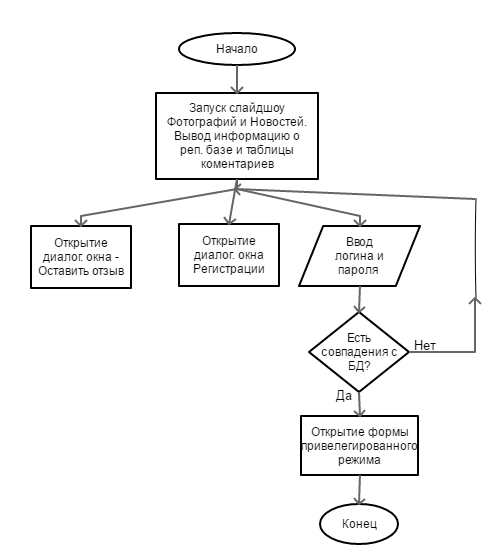 Начало
Запуск слайдшоу
Фотографий и Новостей.
Вывод информацию о
реп. базе и таблицы
коментариев
Открытие
диалог. окна -
Оставить отзыв
Открытие
диалог. окна
Регистрации
Ввод
логина и
пароля
Есть
совпадения с
БД?
Нет
Да
Открытие формы
привелегированного
режима
Конец